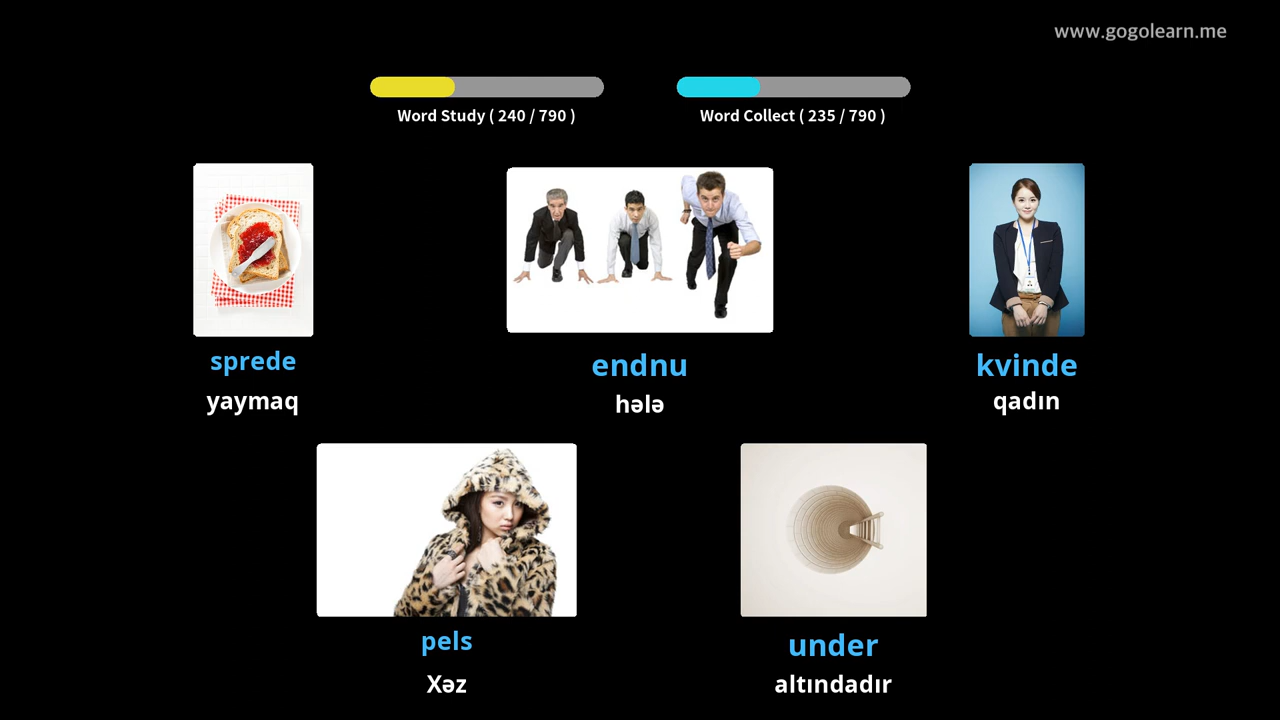 www.gogolearn.me
Word Study ( 240 / 790 )
Word Collect ( 235 / 790 )
sprede
yaymaq
endnu
hələ
kvinde
qadın
pels
Xəz
under
altındadır